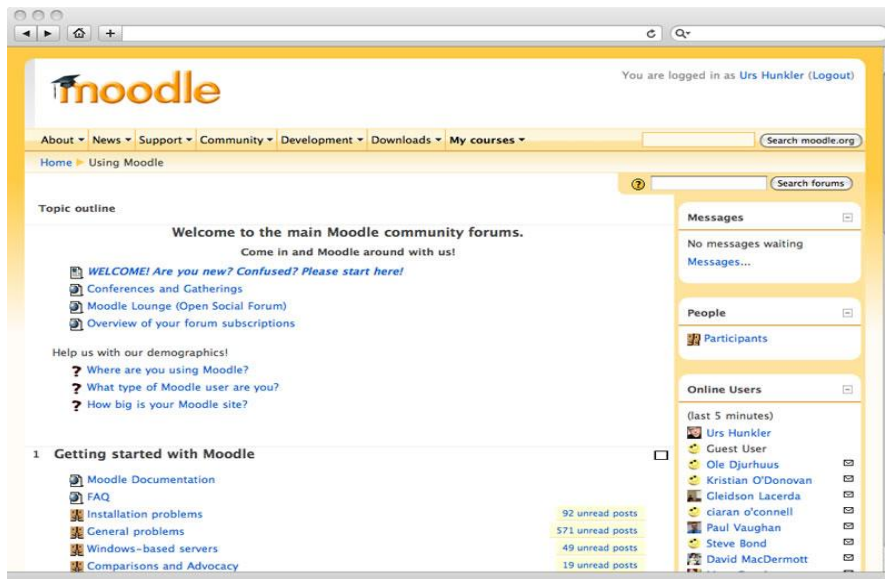 moodle
You are logged in as Urs Hunkler (Logout)
About News Support Community Development Downloads My courses
Search moodle.org
Home Using Moodle
Search forums
Topic outline
Welcome to the main Moodle community forums.
Come in and Moodle around with us!
WELCOME! Are you new? Confused? Please start here!
Conferences and Gatherings
Moodle Lounge (Open Social Forum)
Overview of your forum subscriptions
Help us with our demographics!
? Where are you using Moodle?
? What type of Moodle user are you?
? How big is your Moodle site?
1 Getting started with Moodle
Moodle Documentation
FAQ
Installation problems 92 unread posts
General problems 571 unread posts
Windows-based servers 49 unread posts
Comparisons and Advocacy 19 unread posts
Messages
No messages waiting
Messages...
People
Participants
Online Users
(last 5 minutes)
Urs Hunkler
Guest User
Ole Djurhuus
Kristian O'Donovan
Gleidson Lacerda
ciaran o'connell
Paul Vaughan
Steve Bond
David MacDermott